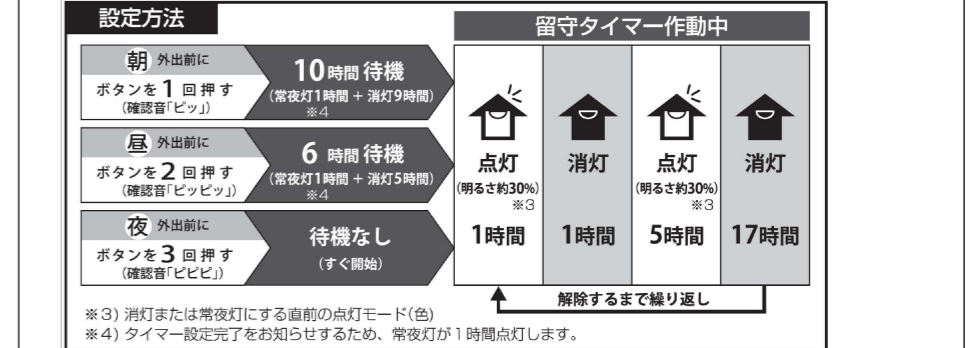 設定方法
留守タイマー作動中
朝 外出前に
ボタンを1回押す
(確認音「ピッ」)
10時間 待機
(常夜灯1時間 + 消灯9時間)
※4
昼 外出前に
ボタンを2回押す
(確認音「ピッピッ」)
6 時間 待機
(常夜灯1時間 + 消灯5時間)
※4
夜 外出前に
ボタンを3回押す
(確認音「ピピピ」)
待機なし
(すぐ開始)
点灯
(明るさ約30%)
※3
1時間
消灯
1時間
点灯
(明るさ約30%)
※3
5時間
消灯
17時間
解除するまで繰り返し
※3) 消灯または常夜灯にする直前の点灯モード(色)
※4) タイマー設定完了をお知らせするため、常夜灯が1時間点灯します。